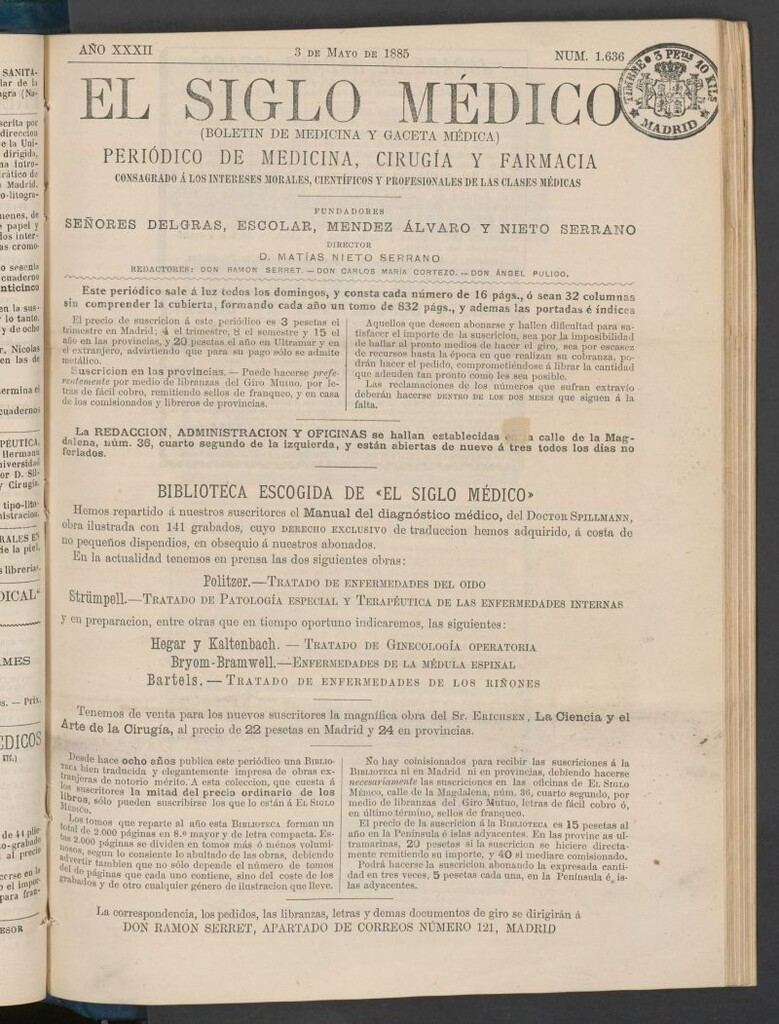 AÑO XXXII
3 DE MAYO DE 1885
NUM. 1.636
TIMBRE 3 PETAS 10 KILS
MADRID
EL SIGLO MÉDICO
(BOLETIN DE MEDICINA Y GACETA MÉDICA)
PERIÓDICO DE MEDICINA, CIRUGÍA Y FARMACIA
CONSAGRADO Á LOS INTERESES MORALES, CIENTÍFICOS Y PROFESIONALES DE LAS CLASES MÉDICAS
FUNDADORES
SEÑORES DELGRAS, ESCOLAR, MENDEZ ÁLVARO Y NIETO SERRANO
DIRECTOR
D. MATÍAS NIETO SERRANO
REDACTORES: DON RAMON SERRET. — DON CARLOS MARÍA CORTEZO. — DON ÁNGEL PULIDO.
Este periódico sale á luz todos los domingos, y consta cada número de 16 págs., ó sean 32 columnas
sin comprender la cubierta, formando cada año un tomo de 832 págs., y ademas las portadas é índices
El precio de suscricion á este periódico es 3 pesetas el
trimestre en Madrid; 4 el trimestre, 8 el semestre y 15 el
año en las provincias, y 20 pesetas el año en Ultramar y en
el extranjero, advirtiendo que para su pago sólo se admite
metálico.
Suscricion en las provincias. — Puede hacerse prefe-
rentemente por medio de libranzas del Giro Mutuo, por le-
tras de fácil cobro, remitiendo sellos de franqueo, y en casa
de los comisionados y libreros de provincias.
Aquellos que deseen abonarse y hallen dificultad para sa-
tisfacer el importe de la suscricion, sea por la imposibilidad
de hallar al pronto medios de hacer el giro, sea por escasez
de recursos hasta la época en que realizan su cobranza, po-
drán hacer el pedido, comprometiéndose á librar la cantidad
que adeuden tan pronto como les sea posible.
Las reclamaciones de los números que sufran extravío
deberán hacerse DENTRO DE LOS DOS MESES que siguen á la
falta.
La REDACCION, ADMINISTRACION Y OFICINAS se hallan establecidas la calle de la Mag-
dalena, núm. 36, cuarto segundo de la izquierda, y están abiertas de nueve á tres todos los dias no
feriados.
BIBLIOTECA ESCOGIDA DE «EL SIGLO MÉDICO»
Hemos repartido á nuestros suscritores el Manual del diagnóstico médico, del DOCTOR SPILLMANN,
obra ilustrada con 141 grabados, cuyo DERECHO EXCLUSIVO de traduccion hemos adquirido, á costa de
no pequeños dispendios, en obsequio á nuestros abonados.
En la actualidad tenemos en prensa las dos siguientes obras:
Politzer.—TRATADO DE ENFERMEDADES DEL OIDO
Strümpell.—TRATADO DE PATOLOGÍA ESPECIAL Y TERAPÉUTICA DE LAS ENFERMEDADES INTERNAS
y en preparacion, entre otras que en tiempo oportuno indicaremos, las siguientes:
Hegar y Kaltenbach. — TRATADO DE GINECOLOGÍA OPERATORIA
Bryom-Bramwell.—ENFERMEDADES DE LA MÉDULA ESPINAL
Bartels. — TRATADO DE ENFERMEDADES DE LOS RIÑONES
Tenemos de venta para los nuevos suscritores la magnífica obra del Sr. ERICHSEN, La Ciencia y el
Arte de la Cirugía, al precio de 22 pesetas en Madrid y 24 en provincias.
Desde hace ocho años publica este periódico una BIBLIO-
TECA bien traducida y elegantemente impresa de obras ex-
tranjeras de notorio mérito. A esta coleccion, que cuesta á
los suscritores la mitad del precio ordinario de los
libros, sólo pueden suscribirse los que lo están á EL SIGLO
MÉDICO.
Los tomos que reparte al año esta BIBLIOTECA forman un
total de 2.000 páginas en 8.º mayor y de letra compacta. Es-
tas 2.000 páginas se dividen en tomos más ó ménos volumi-
nosos, segun lo consiente lo abultado de las obras, debiendo
advertir tambien que no sólo depende el número de tomos
del de páginas que cada uno contiene, sino del coste de los
grabados y de otro cualquier género de ilustracion que lleve.
No hay comisionados para recibir las suscriciones á la
BIBLIOTECA ni en Madrid ni en provincias, debiendo hacerse
necesariamente las suscriciones en las oficinas de EL SIGLO
MÉDICO, calle de la Magdalena, núm. 36, cuarto segundo, por
medio de libranzas del Giro Mutuo, letras de fácil cobro ó,
en último término, sellos de franqueo.
El precio de la suscricion á la BIBLIOTECA es 15 pesetas al
año en la Península é islas adyacentes. En las provincias ul-
tramarinas, 20 pesetas si la suscricion se hiciere directa-
mente remitiendo su importe, y 40 si mediare comisionado.
Podrá hacerse la suscricion abonando la expresada canti-
dad en tres veces, 5 pesetas cada una, en la Península é is-
las adyacentes.
La correspondencia, los pedidos, las libranzas, letras y demas documentos de giro se dirigirán á
DON RAMON SERRET, APARTADO DE CORREOS NÚMERO 121, MADRID